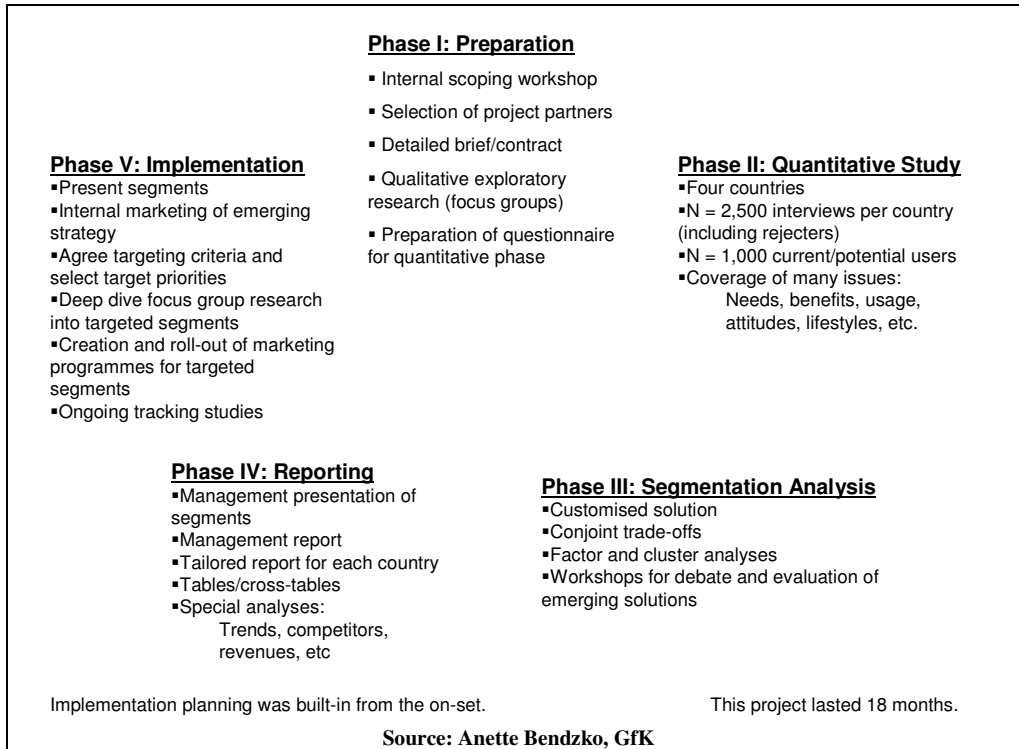 Phase I: Preparation
▪ Internal scoping workshop
▪ Selection of project partners
▪ Detailed brief/contract
▪ Qualitative exploratory
research (focus groups)
▪ Preparation of questionnaire
for quantitative phase
Phase II: Quantitative Study
▪Four countries
▪N = 2,500 interviews per country
(including rejecters)
▪N = 1,000 current/potential users
▪Coverage of many issues:
Needs, benefits, usage,
attitudes, lifestyles, etc.
Phase III: Segmentation Analysis
▪Customised solution
▪Conjoint trade-offs
▪Factor and cluster analyses
▪Workshops for debate and evaluation of
emerging solutions
Phase IV: Reporting
▪Management presentation of
segments
▪Management report
▪Tailored report for each country
▪Tables/cross-tables
▪Special analyses:
Trends, competitors,
revenues, etc
Phase V: Implementation
▪Present segments
▪Internal marketing of emerging
strategy
▪Agree targeting criteria and
select target priorities
▪Deep dive focus group research
into targeted segments
▪Creation and roll-out of marketing
programmes for targeted
segments
▪Ongoing tracking studies
Implementation planning was built-in from the on-set.
This project lasted 18 months.
Source: Anette Bendzko, GfK